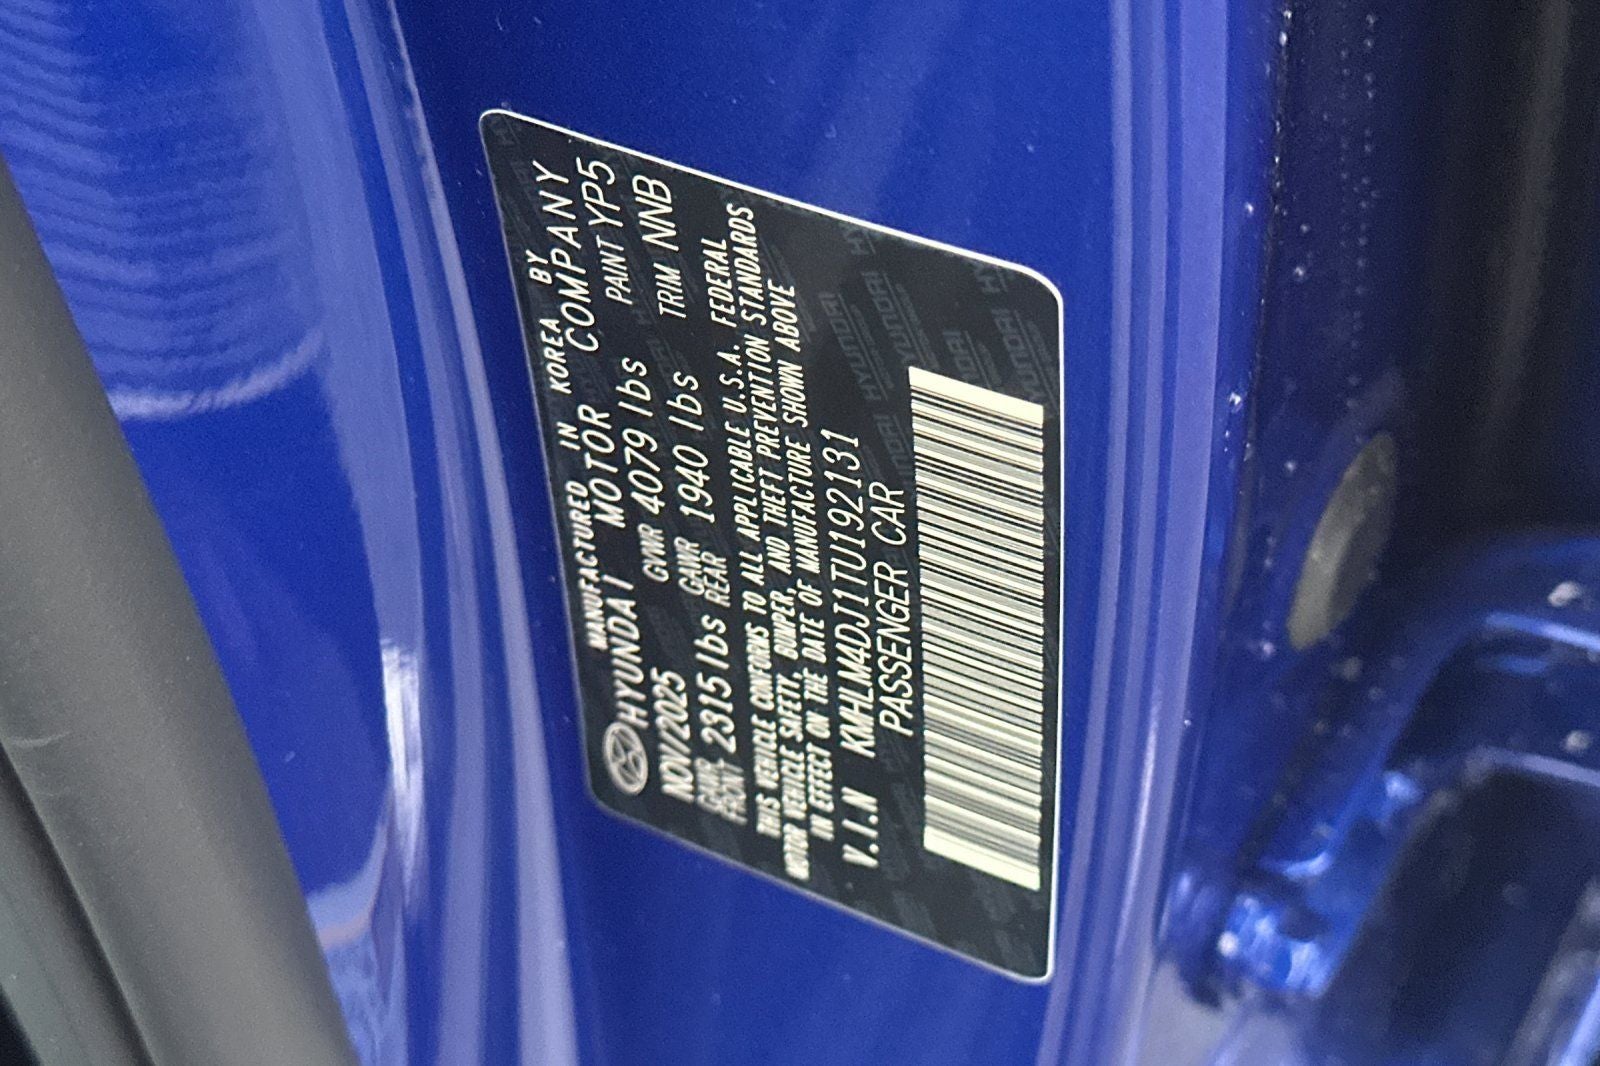 MANUFACTURED IN KOREA BY
HYUNDAI MOTOR COMPANY
NOV/2025 GVWR 4079 lbs PAINT YP5
GAWR FRONT 2315 lbs GAWR REAR 1940 lbs TRIM NNB
THIS VEHICLE CONFORMS TO ALL APPLICABLE U.S.A. FEDERAL
MOTOR VEHICLE SAFETY, BUMPER, AND THEFT PREVENTION STANDARDS
IN EFFECT ON THE DATE OF MANUFACTURE SHOWN ABOVE
V.I.N KMHLM4DJ1TU192131
PASSENGER CAR